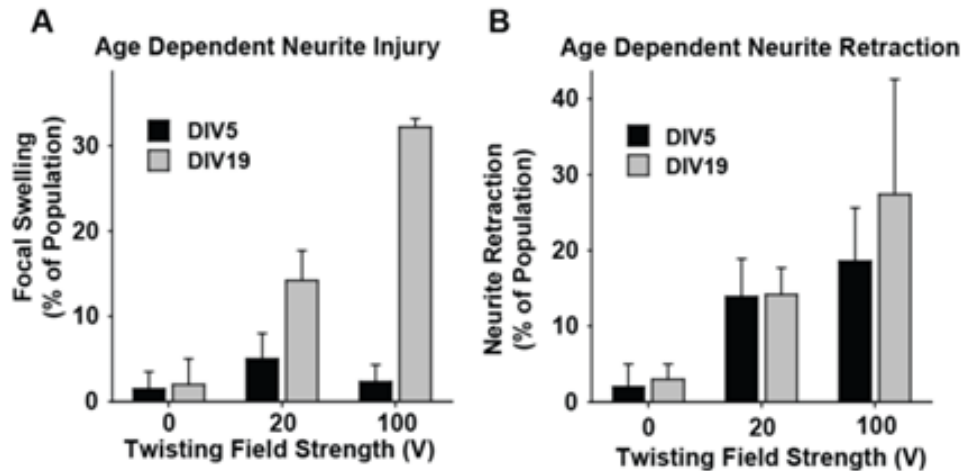 A
Age Dependent Neurite Injury
Focal Swelling
(% of Population)
30
20
10
0
DIV5
DIV19
0 20 100
Twisting Field Strength (V)
B
Age Dependent Neurite Retraction
Neurite Retraction
(% of Population)
40
30
20
10
0
DIV5
DIV19
0 20 100
Twisting Field Strength (V)